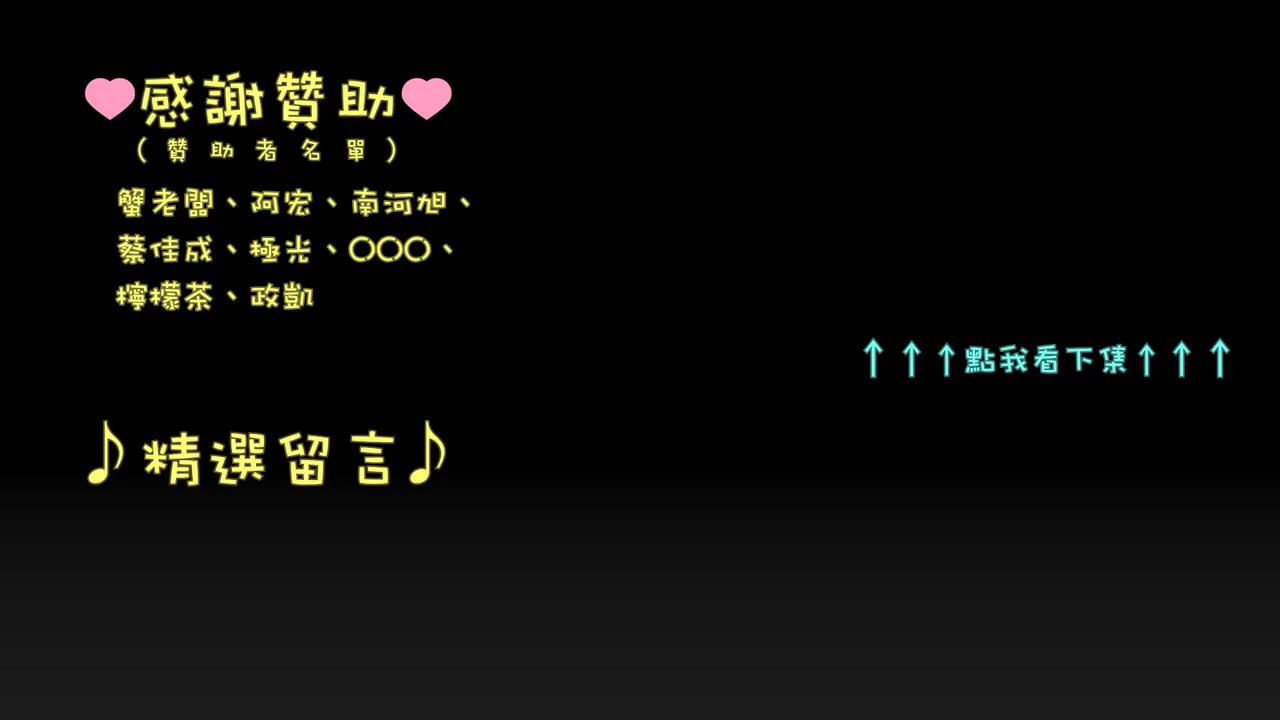 感謝贊助
(贊助者名單)
蟹老闆、阿宏、南河旭、
蔡佳成、極光、〇〇〇、
檸檬茶、政凱
↑↑↑點我看下集↑↑↑
♪精選留言♪